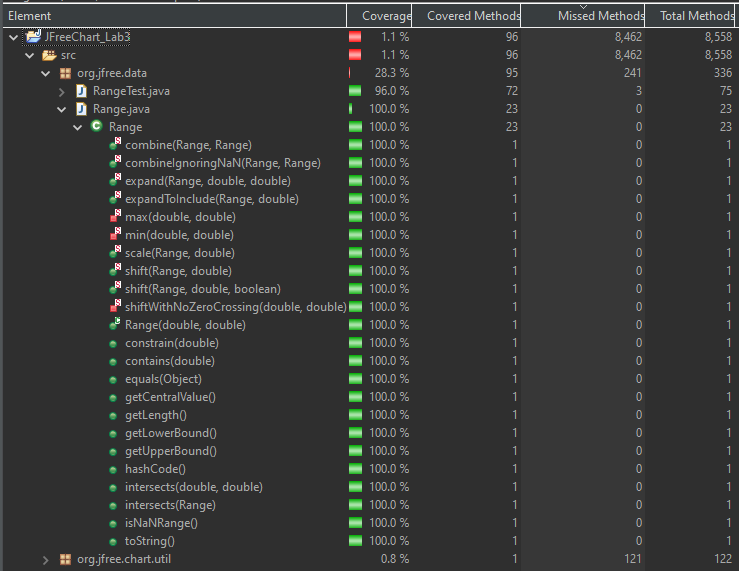 Element Coverage Covered Methods Missed Methods Total Methods
JFreeChart_Lab3 1.1 % 96 8,462 8,558
src 1.1 % 96 8,462 8,558
org.jfree.data 28.3 % 95 241 336
RangeTest.java 96.0 % 72 3 75
Range.java 100.0 % 23 0 23
Range 100.0 % 23 0 23
combine(Range, Range) 100.0 % 1 0 1
combineIgnoringNaN(Range, Range) 100.0 % 1 0 1
expand(Range, double, double) 100.0 % 1 0 1
expandToInclude(Range, double) 100.0 % 1 0 1
max(double, double) 100.0 % 1 0 1
min(double, double) 100.0 % 1 0 1
scale(Range, double) 100.0 % 1 0 1
shift(Range, double) 100.0 % 1 0 1
shift(Range, double, boolean) 100.0 % 1 0 1
shiftWithNoZeroCrossing(double, double) 100.0 % 1 0 1
Range(double, double) 100.0 % 1 0 1
constrain(double) 100.0 % 1 0 1
contains(double) 100.0 % 1 0 1
equals(Object) 100.0 % 1 0 1
getCentralValue() 100.0 % 1 0 1
getLength() 100.0 % 1 0 1
getLowerBound() 100.0 % 1 0 1
getUpperBound() 100.0 % 1 0 1
hashCode() 100.0 % 1 0 1
intersects(double, double) 100.0 % 1 0 1
intersects(Range) 100.0 % 1 0 1
isNaNRange() 100.0 % 1 0 1
toString() 100.0 % 1 0 1
org.jfree.chart.util 0.8 % 1 121 122